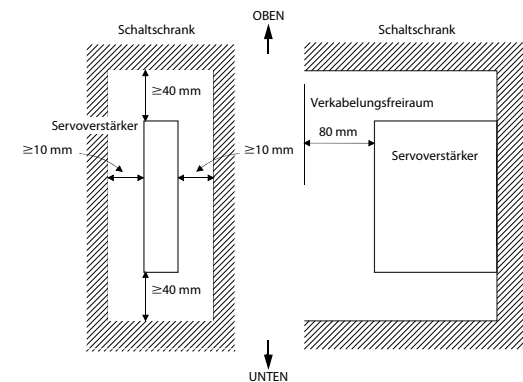 OBEN
Schaltschrank
Schaltschrank
≧40 mm
Verkabelungsfreiraum
Servoverstärker
80 mm
≧10 mm
≧10 mm
Servoverstärker
≧40 mm
UNTEN